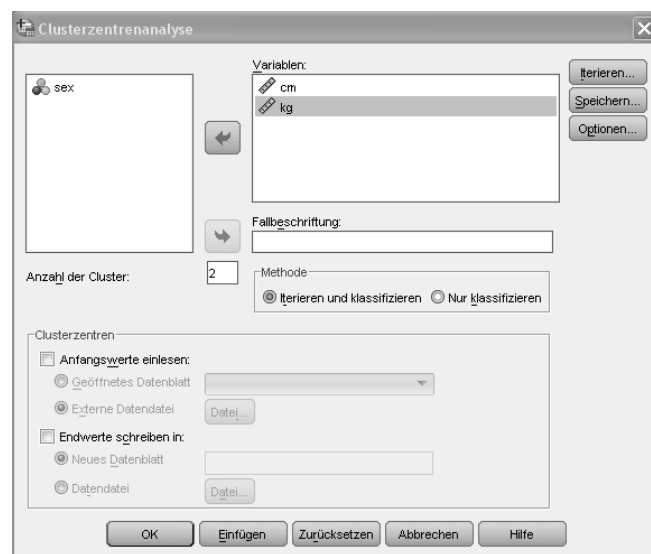 Clusterzentrenanalyse
sex
Variablen:
cm
kg
Iterieren...
Speichern...
Optionen...
Fallbeschriftung:
Anzahl der Cluster:
2
Methode
Iterieren und klassifizieren
Nur klassifizieren
Clusterzentren
Anfangswerte einlesen:
Geöffnetes Datenblatt
Externe Datendatei
Datei...
Endwerte schreiben in:
Neues Datenblatt
Datendatei
Datei...
OK
Einfügen
Zurücksetzen
Abbrechen
Hilfe